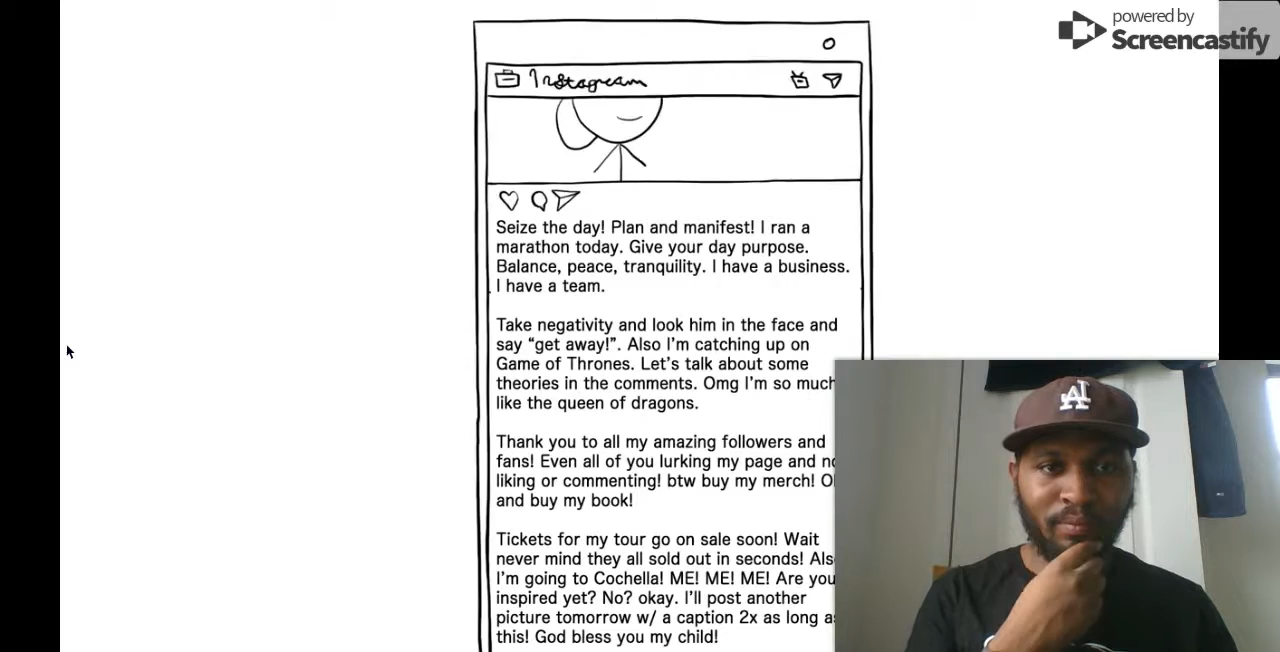 powered by
Screencastify
Instagram
Seize the day! Plan and manifest! I ran a
marathon today. Give your day purpose.
Balance, peace, tranquility. I have a business.
I have a team.
Take negativity and look him in the face and
say “get away!”. Also I’m catching up on
Game of Thrones. Let’s talk about some
theories in the comments. Omg I’m so much
like the queen of dragons.
Thank you to all my amazing followers and
fans! Even all of you lurking my page and
liking or commenting! btw buy my merch!
and buy my book!
Tickets for my tour go on sale soon! Wait
never mind they all sold out in seconds!
I’m going to Cochella! ME! ME! ME! Are you
inspired yet? No? okay. I’ll post another
picture tomorrow w/ a caption 2x as long
this! God bless you my child!